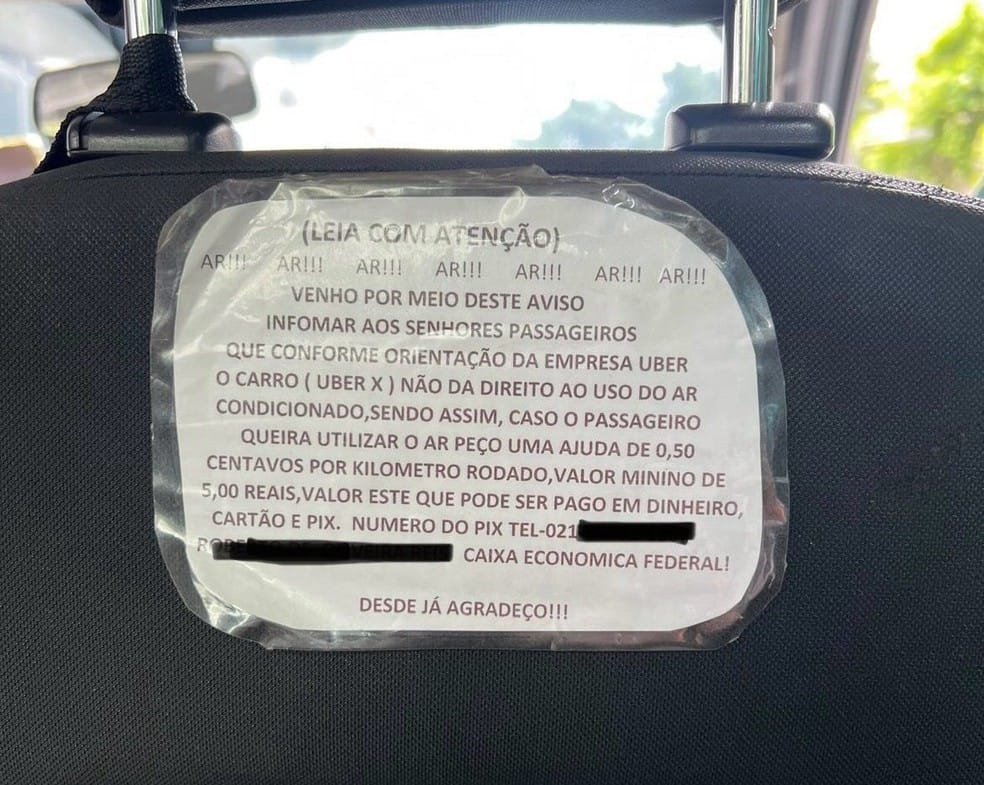 (LEIA COM ATENÇÃO)
AR!!! AR!!! AR!!! AR!!! AR!!! AR!!! AR!!!
VENHO POR MEIO DESTE AVISO
INFOMAR AOS SENHORES PASSAGEIROS
QUE CONFORME ORIENTAÇÃO DA EMPRESA UBER
O CARRO ( UBER X ) NÃO DA DIREITO AO USO DO AR
CONDICIONADO,SENDO ASSIM, CASO O PASSAGEIRO
QUEIRA UTILIZAR O AR PEÇO UMA AJUDA DE 0,50
CENTAVOS POR KILOMETRO RODADO,VALOR MININO DE
5,00 REAIS,VALOR ESTE QUE PODE SER PAGO EM DINHEIRO,
CARTÃO E PIX. NUMERO DO PIX TEL-021
CAIXA ECONOMICA FEDERAL!
DESDE JÁ AGRADEÇO!!!